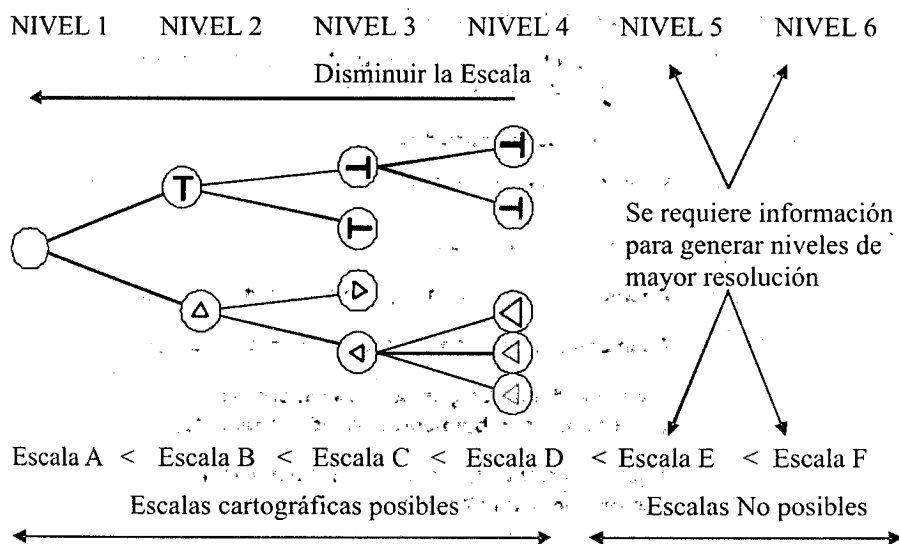 NIVEL 1 NIVEL 2 NIVEL 3 NIVEL 4 NIVEL 5 NIVEL 6
Disminuir la Escala
Se requiere información
para generar niveles de
mayor resolución
Escala A < Escala B < Escala C < Escala D < Escala E < Escala F
Escalas cartográficas posibles Escalas No posibles